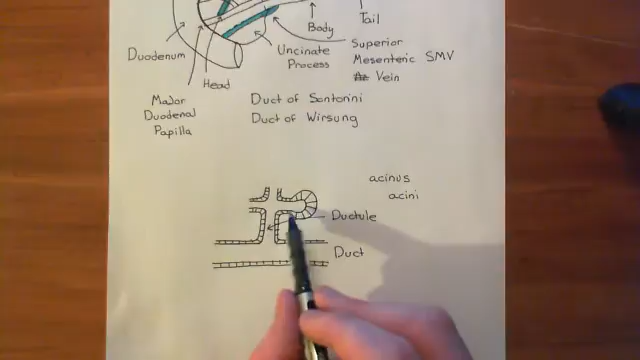 Tail
Body
Duodenum
Uncinate
Process
Superior
Mesenteric SMV
Vein
Head
Major
Duodenal
Papilla
Duct of Santorini
Duct of Wirsung
acinus
acini
Ductule
Duct